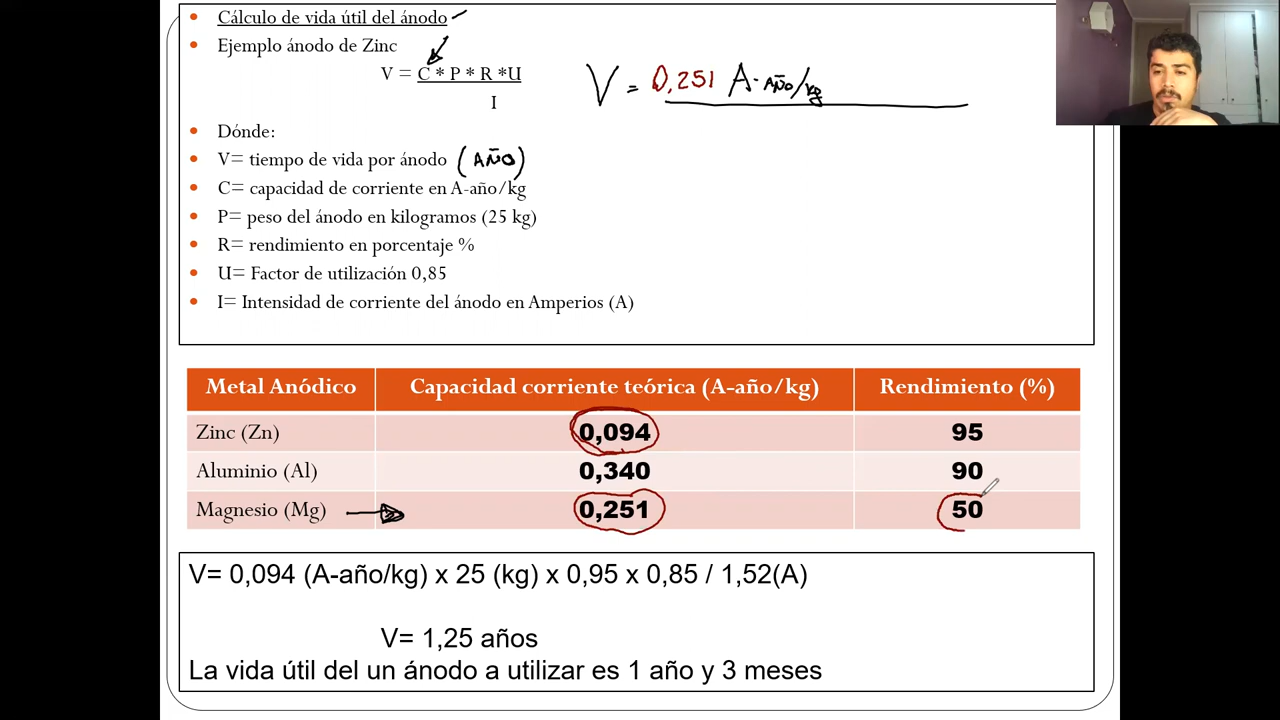 Cálculo de vida útil del ánodo
Ejemplo ánodo de Zinc
V = C * P * R *U
I
V = 0,251 A-AÑO/kg
Dónde:
V= tiempo de vida por ánodo (AÑO)
C= capacidad de corriente en A-año/kg
P= peso del ánodo en kilogramos (25 kg)
R= rendimiento en porcentaje %
U= Factor de utilización 0,85
I= Intensidad de corriente del ánodo en Amperios (A)
Metal Anódico Capacidad corriente teórica (A-año/kg) Rendimiento (%)
Zinc (Zn) 0,094 95
Aluminio (Al) 0,340 90
Magnesio (Mg) 0,251 50
V= 0,094 (A-año/kg) x 25 (kg) x 0,95 x 0,85 / 1,52(A)
V= 1,25 años
La vida útil del un ánodo a utilizar es 1 año y 3 meses